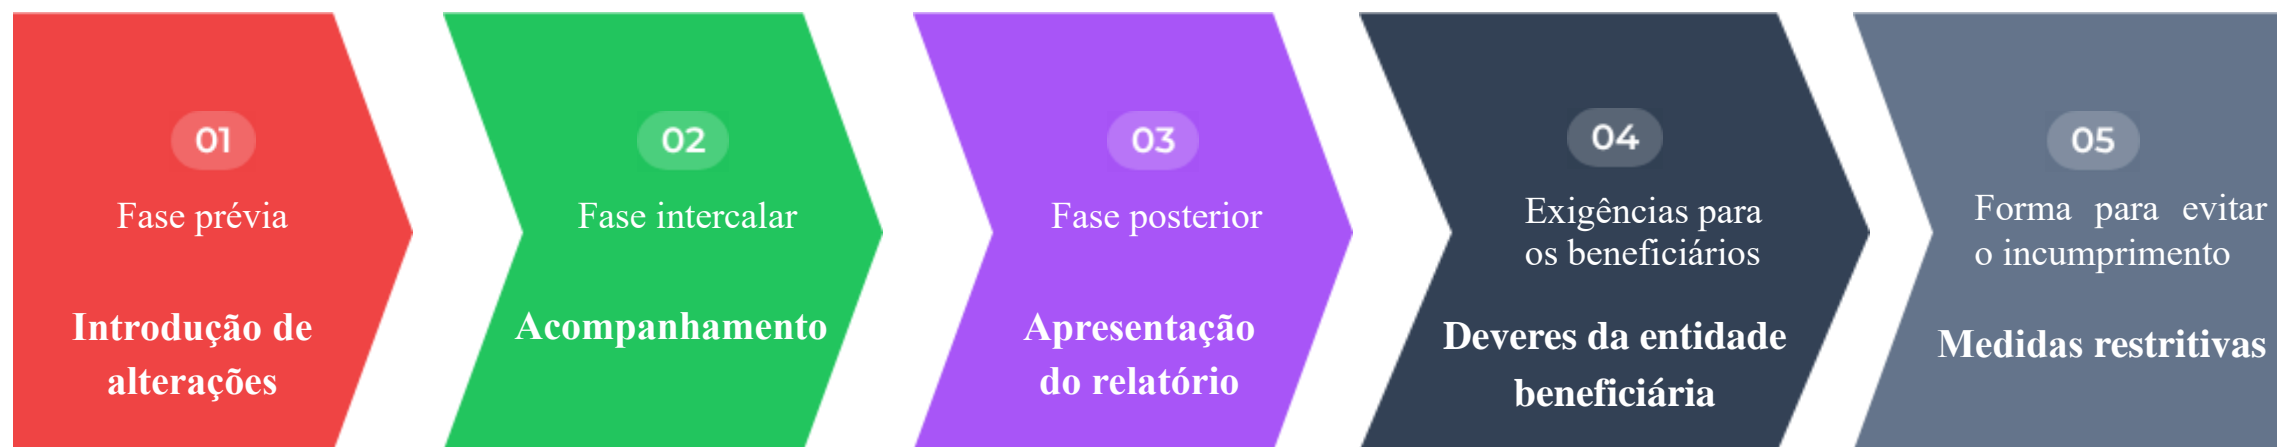 01
Fase prévia
Introdução de
alterações
02
Fase intercalar
Acompanhamento
03
Fase posterior
Apresentação
do relatório
04
Exigências para
os beneficiários
Deveres da entidade
beneficiária
05
Forma para evitar
o incumprimento
Medidas restritivas